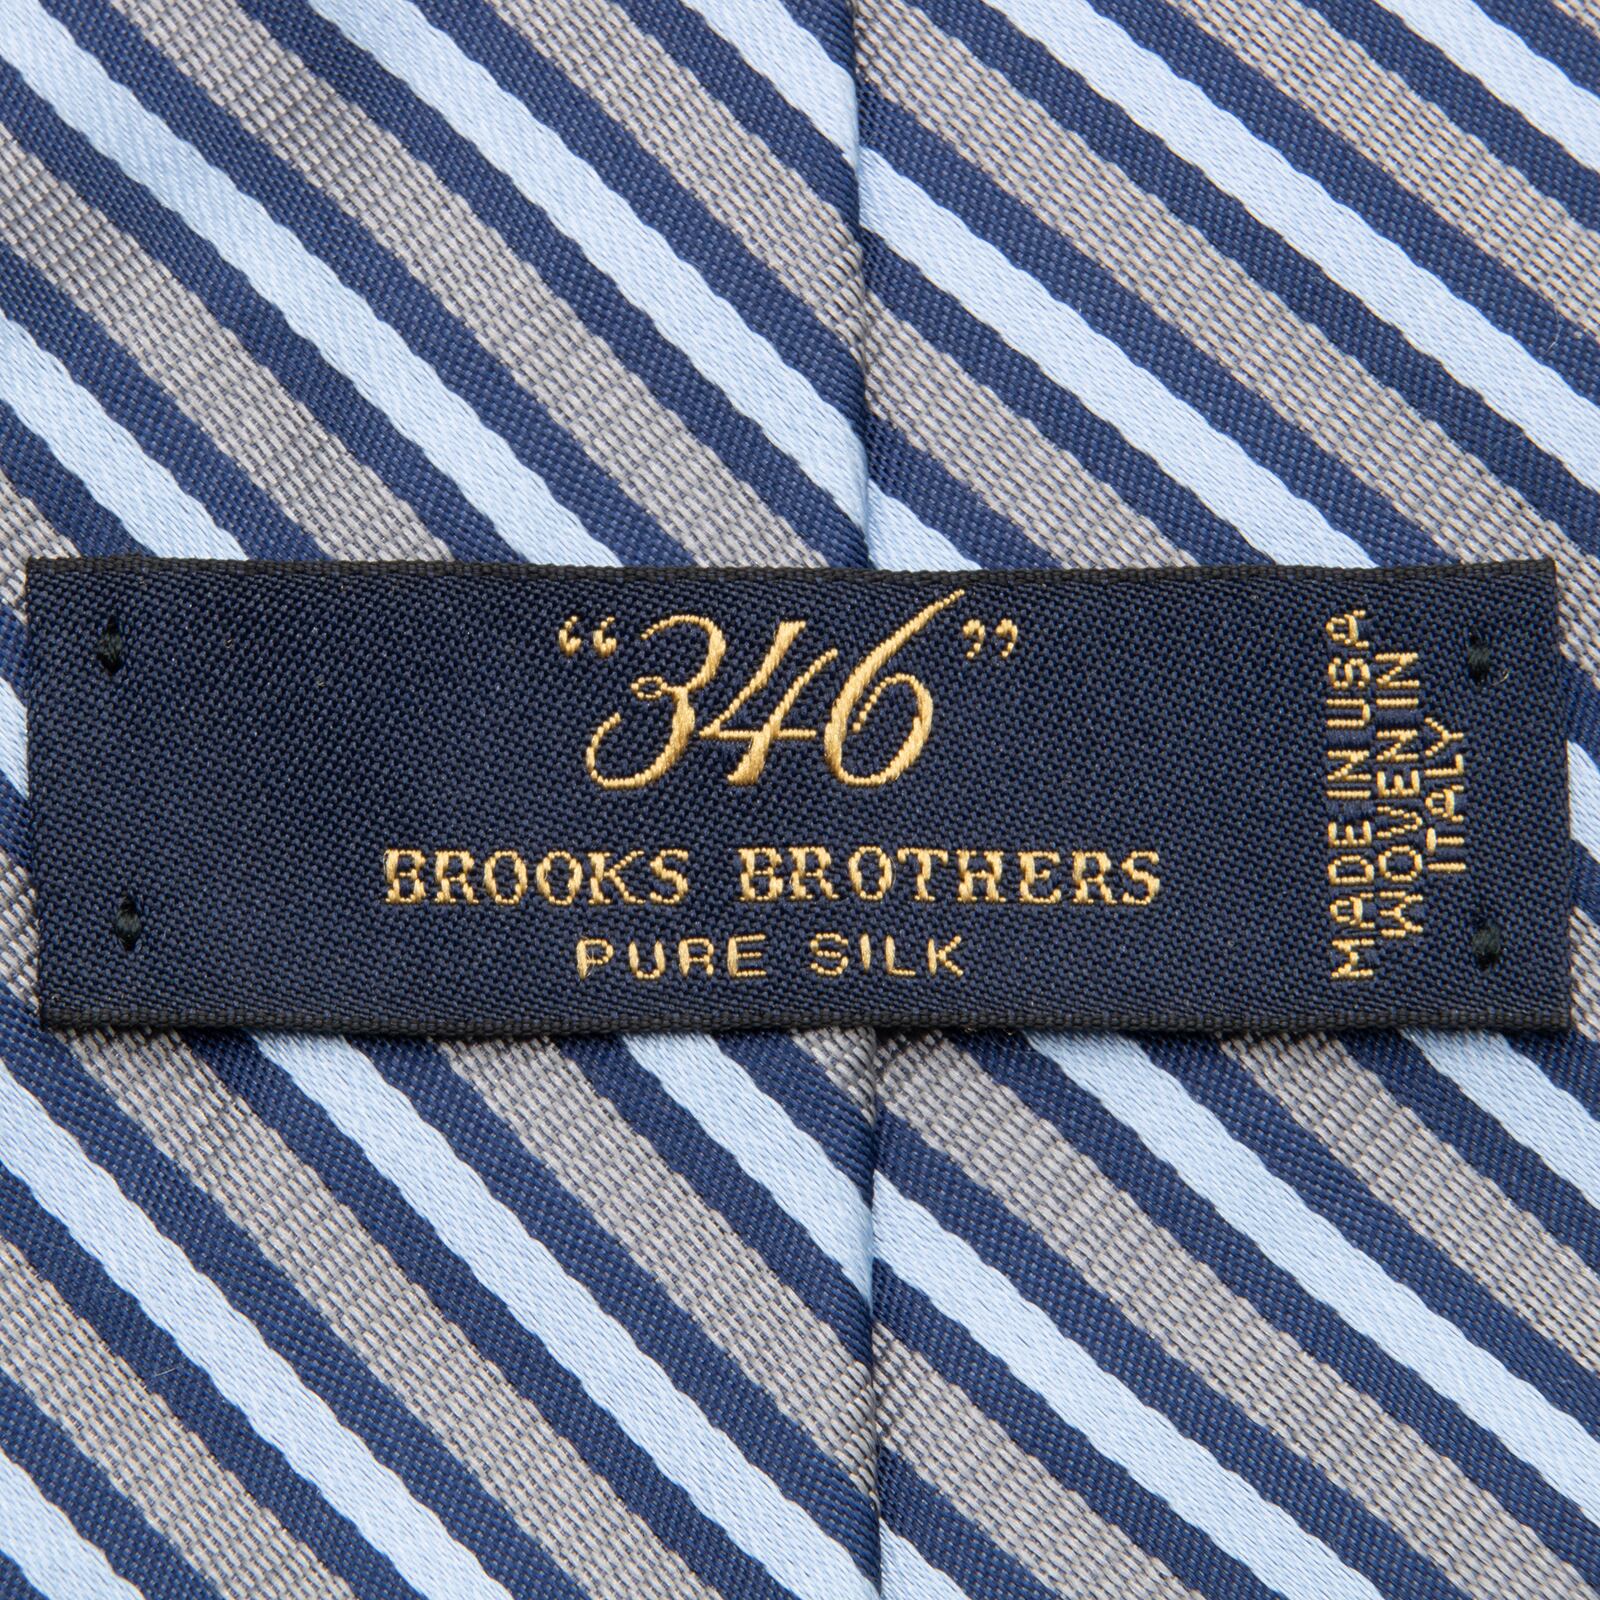 “346”
BROOKS BROTHERS
PURE SILK
MADE IN USA
WOVEN IN
ITALY